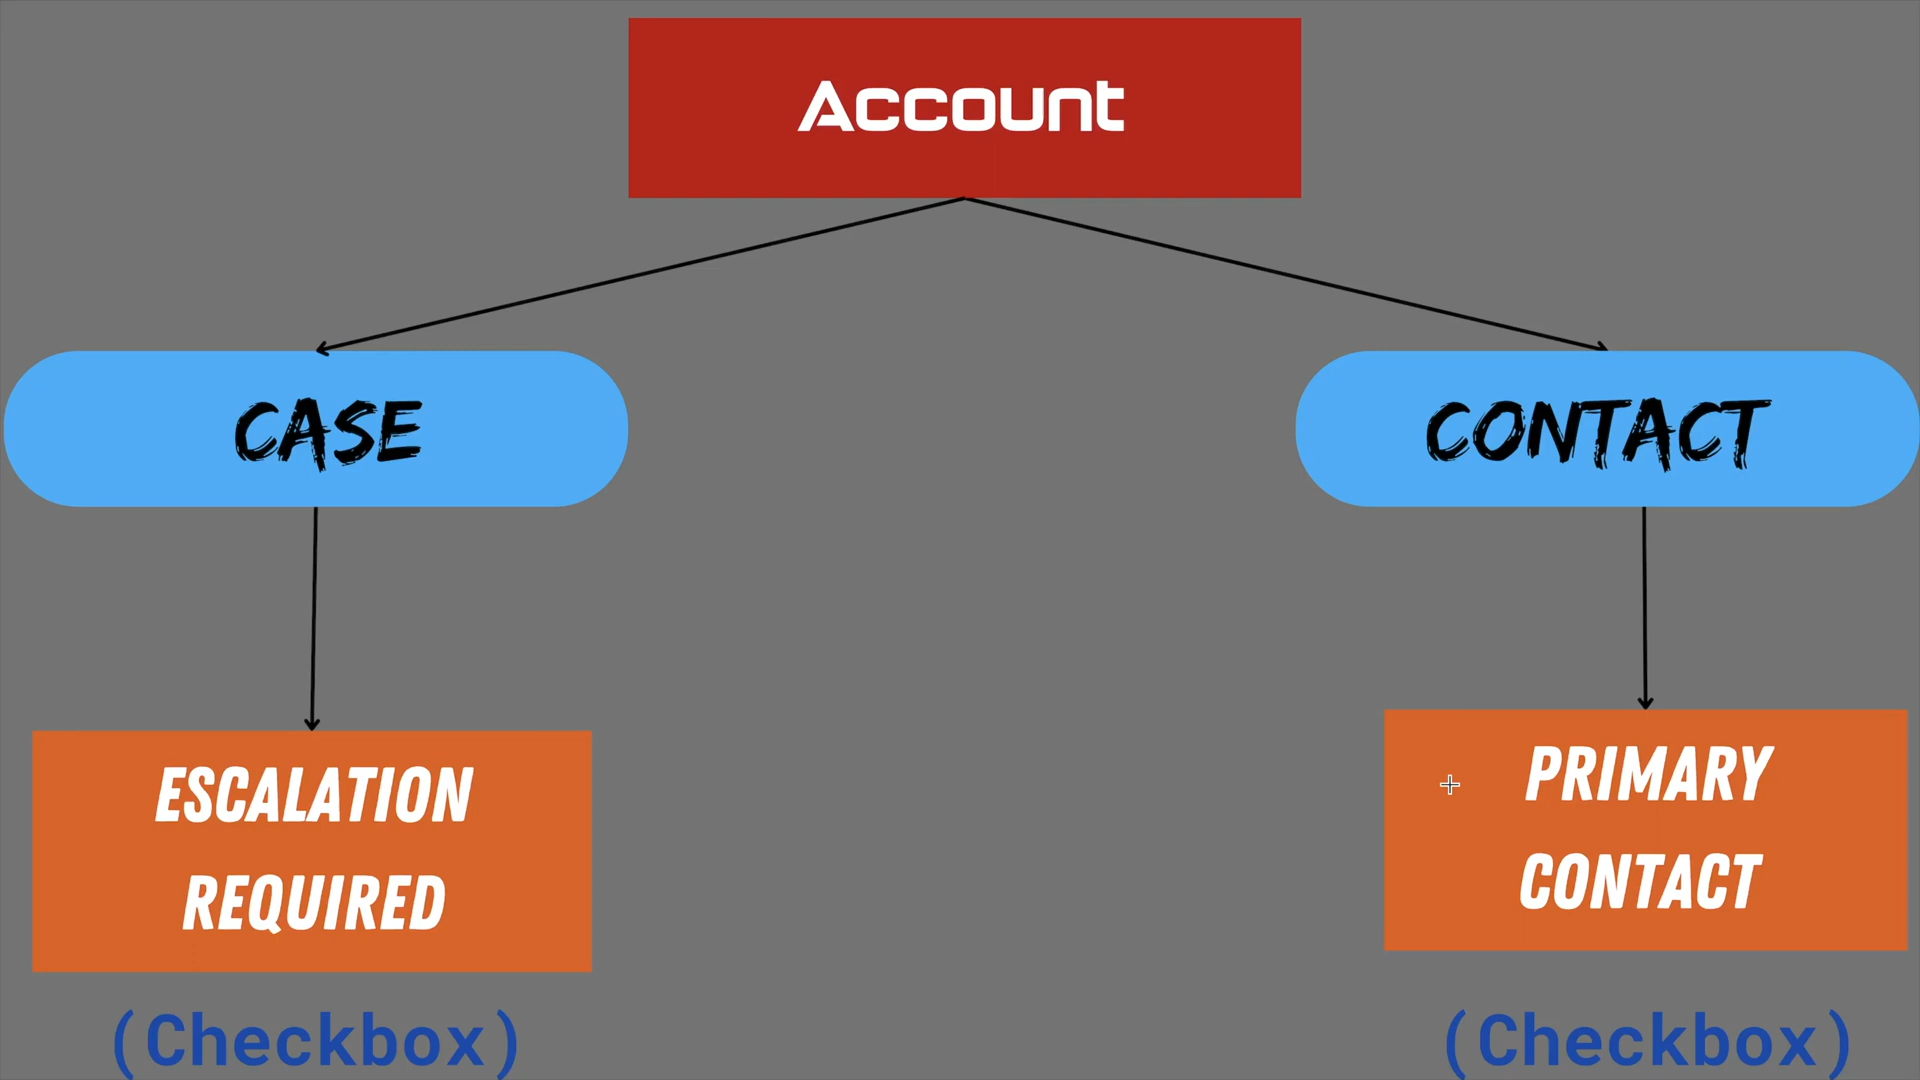 Account
CASE
CONTACT
ESCALATION
REQUIRED
(Checkbox)
PRIMARY
CONTACT
(Checkbox)